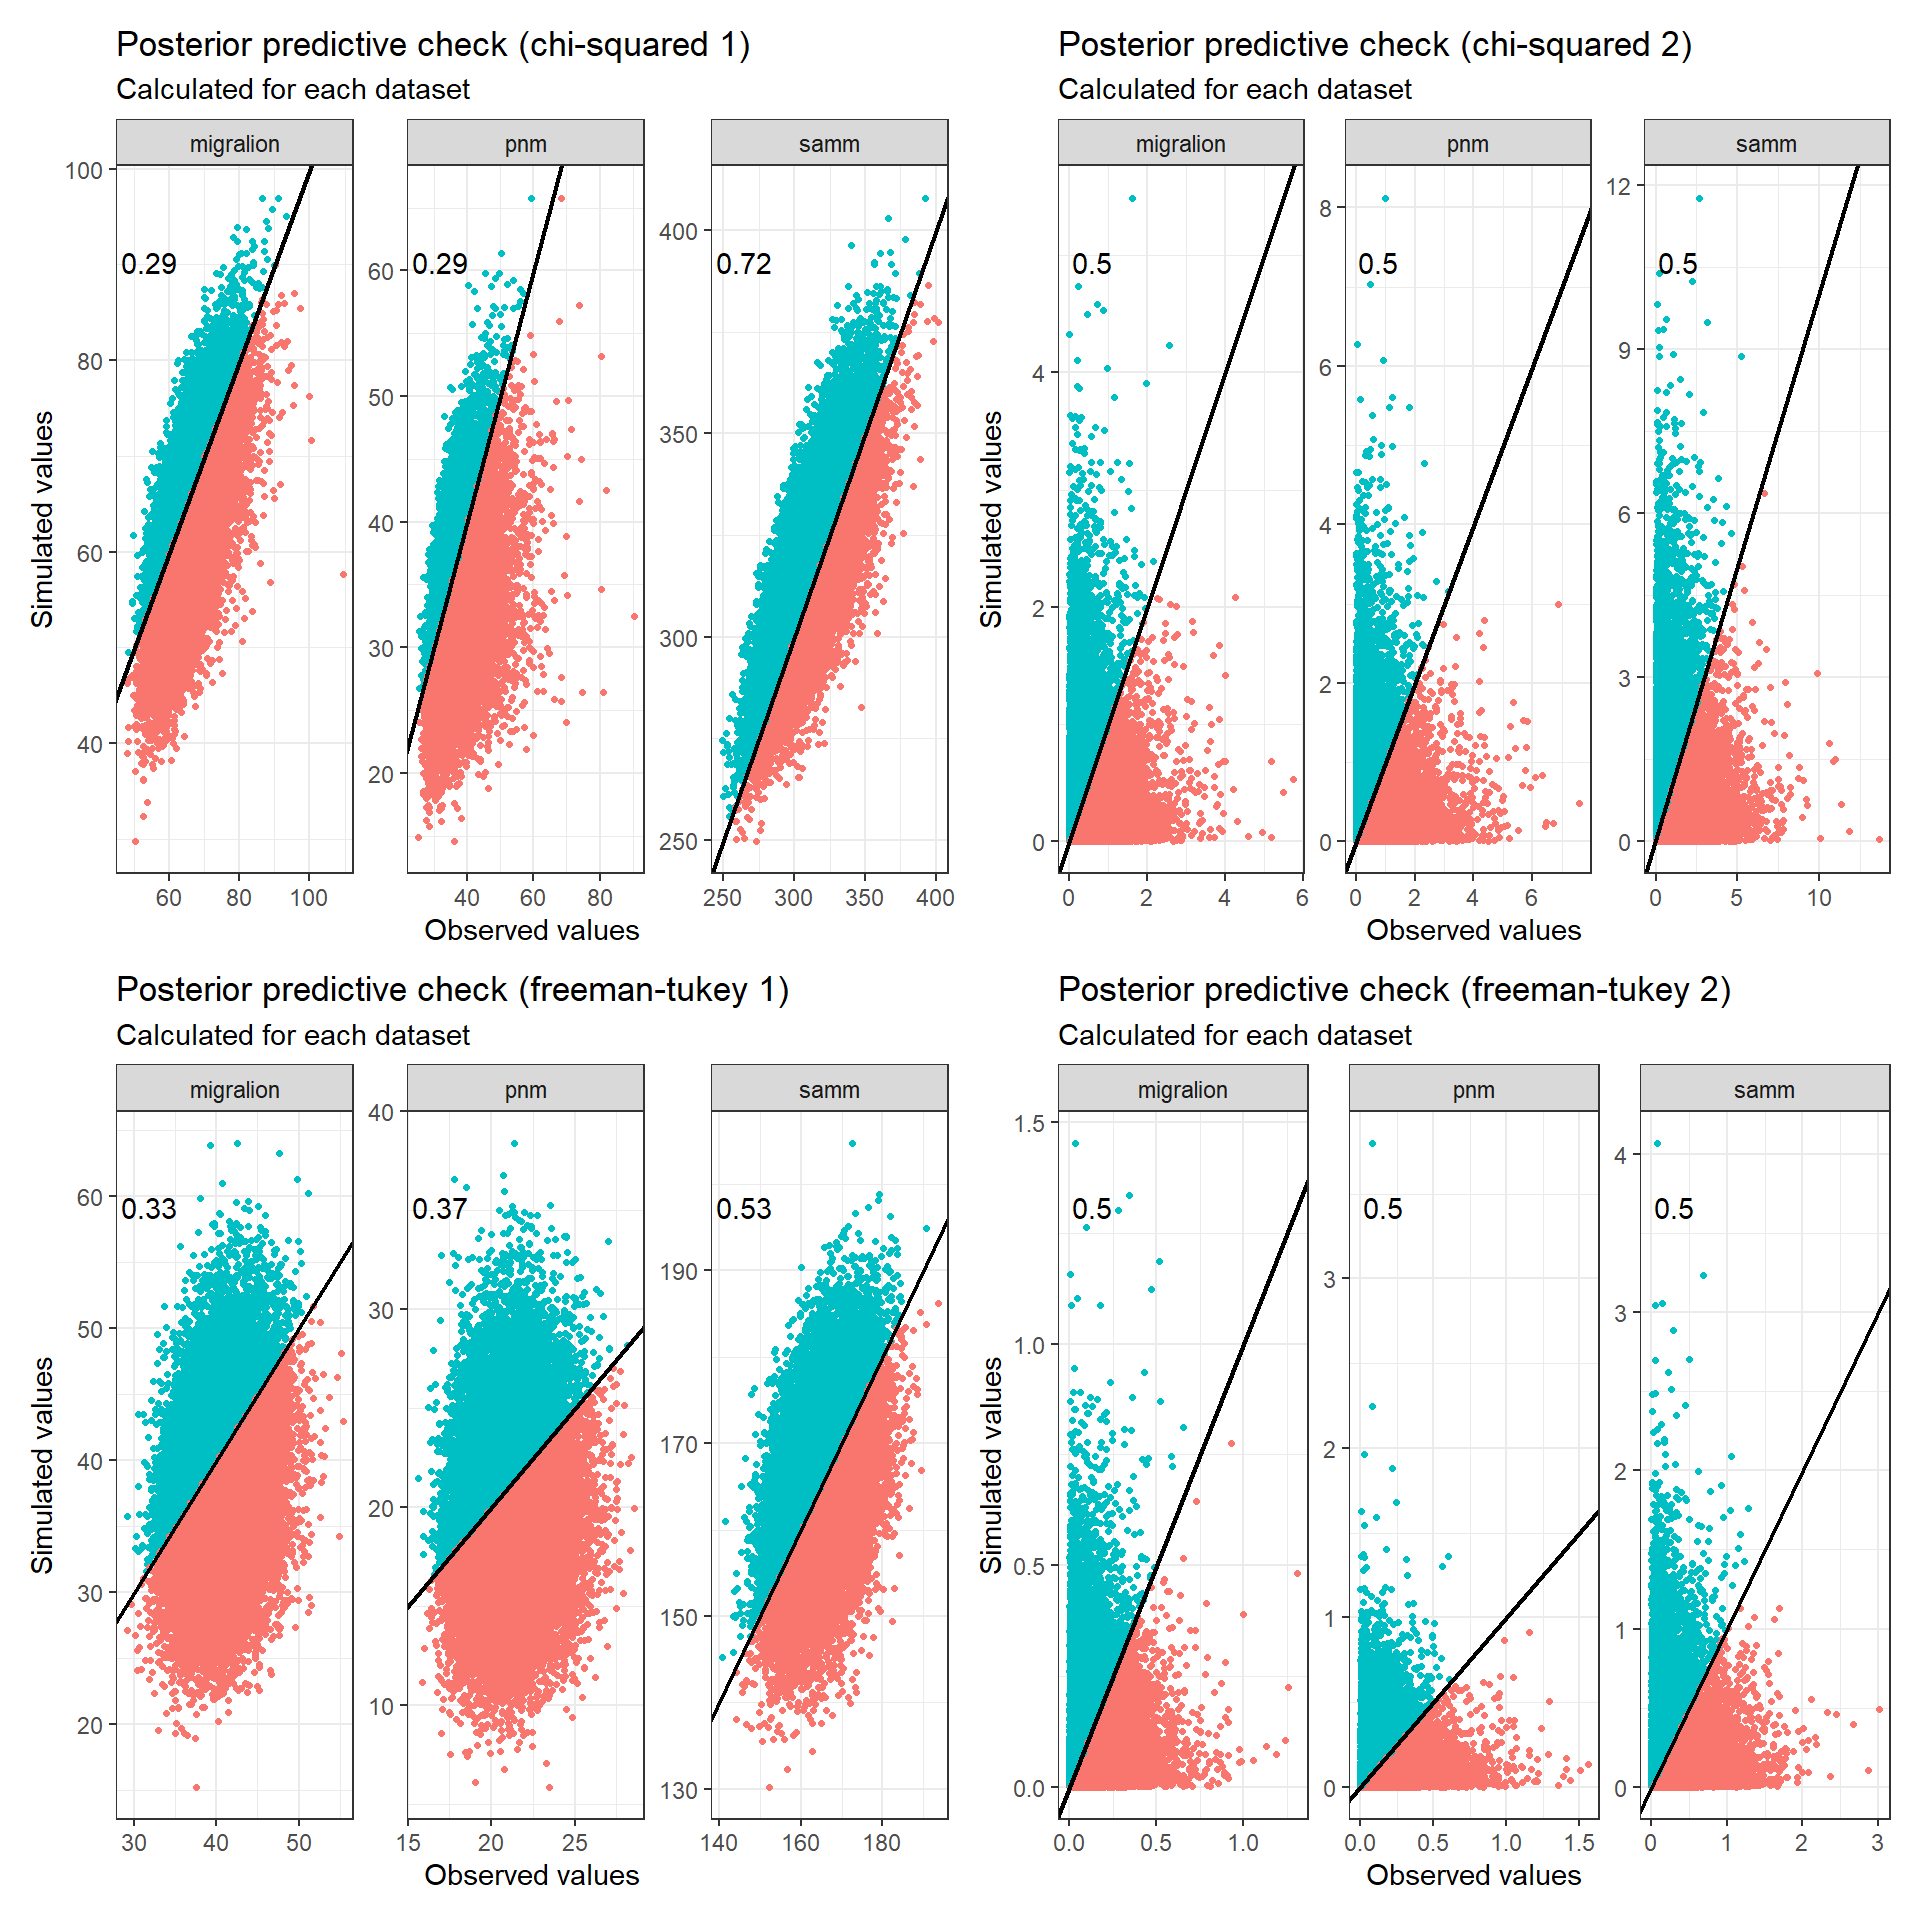 Posterior predictive check (chi-squared 1)
Calculated for each dataset
migralion pnm samm
0.29 0.29 0.72
100
80
60
40
60
50
40
30
20
400
350
300
250
60 80 100
40 60 80
250 300 350 400
Simulated values
Observed values
Posterior predictive check (chi-squared 2)
Calculated for each dataset
migralion pnm samm
0.5 0.5 0.5
4
2
0
8
6
4
2
0
12
9
6
3
0
0 2 4 6
0 2 4 6
0 5 10
Simulated values
Observed values
Posterior predictive check (freeman-tukey 1)
Calculated for each dataset
migralion pnm samm
0.33 0.37 0.53
60
50
40
30
20
40
30
20
10
190
170
150
130
30 40 50
15 20 25
140 160 180
Simulated values
Observed values
Posterior predictive check (freeman-tukey 2)
Calculated for each dataset
migralion pnm samm
0.5 0.5 0.5
1.5
1.0
0.5
0.0
3
2
1
0
4
3
2
1
0
0.0 0.5 1.0
0.0 0.5 1.0 1.5
0 1 2 3
Simulated values
Observed values